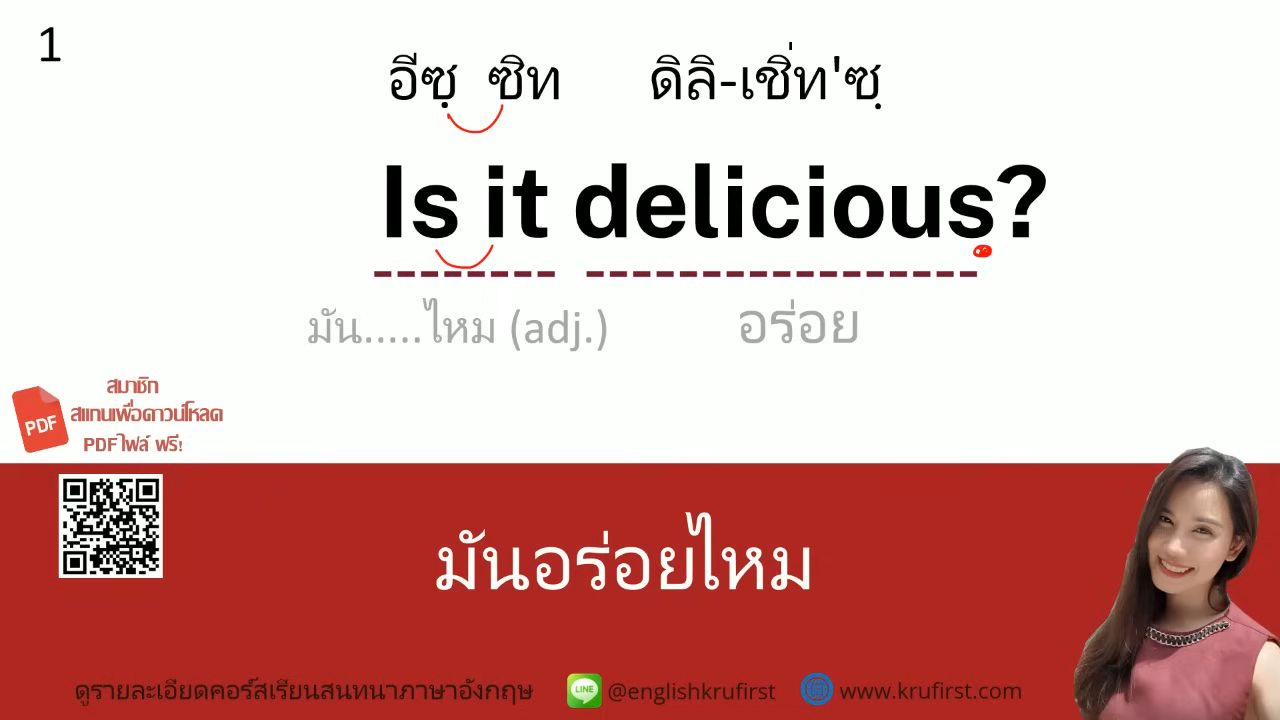 1
อีซฺ ซิท ดิลิ-เชิ่ท'ซฺ
Is it delicious?
มัน.....ไหม (adj.) อร่อย
สมาชิก
สแกนเพื่อดาวน์โหลด
PDF
PDFไฟล์ ฟรี!
มันอร่อยไหม
ดูรายละเอียดคอร์สเรียนสนทนาภาษาอังกฤษ LINE @englishkrufirst www.krufirst.com